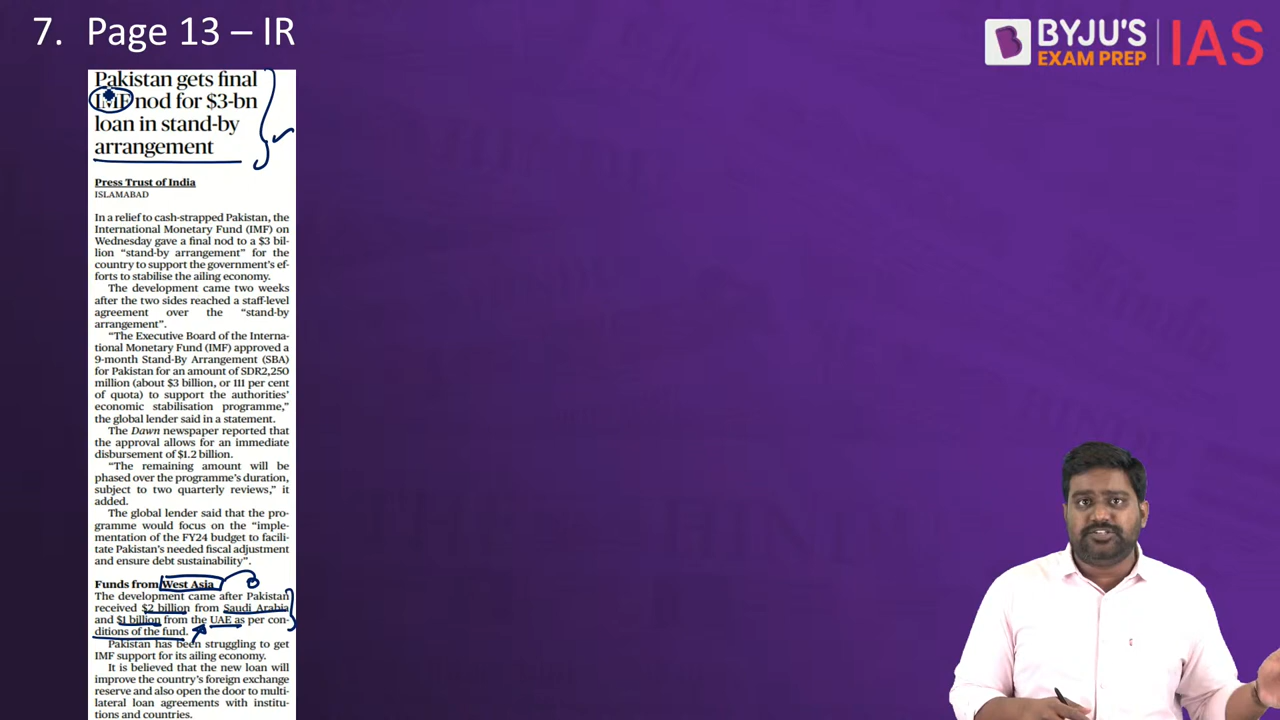 7. Page 13 – IR
BYJU'S
EXAM PREP
IAS
Pakistan gets final
IMF nod for $3-bn
loan in stand-by
arrangement
Press Trust of India
ISLAMABAD
In a relief to cash-strapped Pakistan, the
International Monetary Fund (IMF) on
Wednesday gave a final nod to a $3 bil-
lion “stand-by arrangement” for the
country to support the government’s ef-
forts to stabilise the ailing economy.
The development came two weeks
after the two sides reached a staff-level
agreement over the “stand-by
arrangement”.
“The Executive Board of the Interna-
tional Monetary Fund (IMF) approved a
9-month Stand-By Arrangement (SBA)
for Pakistan for an amount of SDR2,250
million (about $3 billion, or 111 per cent
of quota) to support the authorities’
economic stabilisation programme,”
the global lender said in a statement.
The Dawn newspaper reported that
the approval allows for an immediate
disbursement of $1.2 billion.
“The remaining amount will be
phased over the programme’s duration,
subject to two quarterly reviews,” it
added.
The global lender said that the pro-
gramme would focus on the “imple-
mentation of the FY24 budget to facili-
tate Pakistan’s needed fiscal adjustment
and ensure debt sustainability”.
Funds from West Asia
The development came after Pakistan
received $2 billion from Saudi Arabia
and $1 billion from the UAE as per con-
ditions of the fund.
Pakistan has been struggling to get
IMF support for its ailing economy.
It is believed that the new loan will
improve the country’s foreign exchange
reserve and also open the door to multi-
lateral loan agreements with institu-
tions and countries.